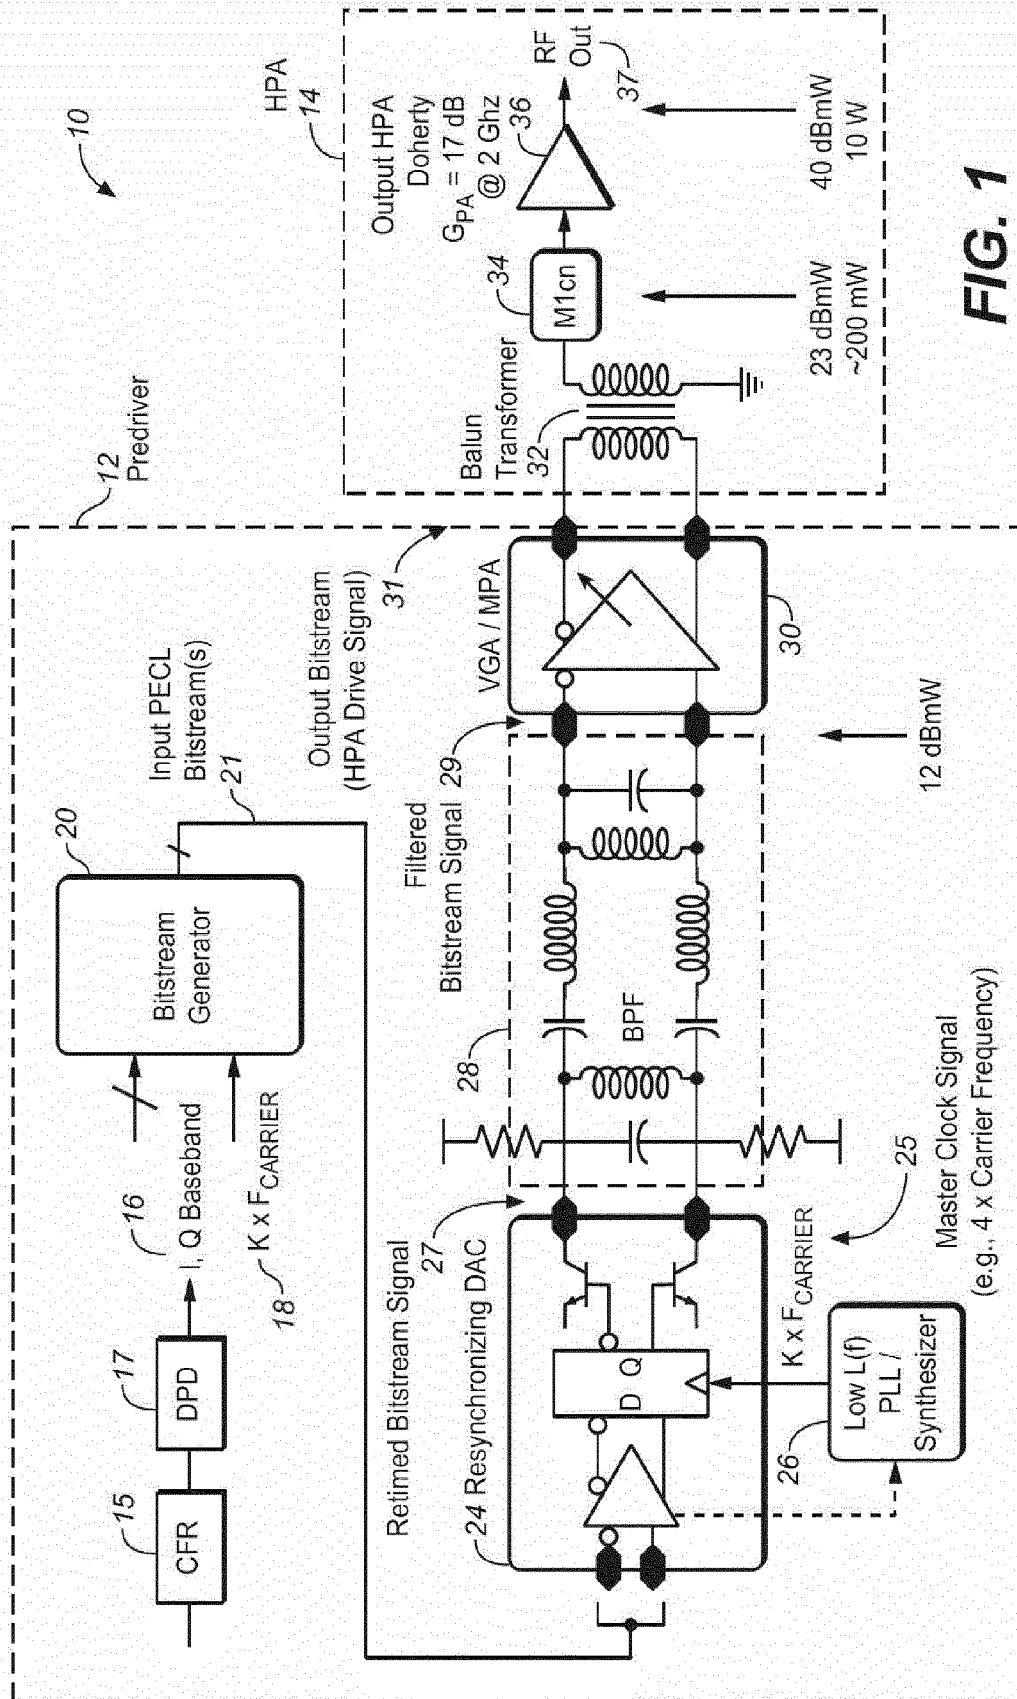 10
12
Predriver
HPA
14
15
CFR
17
DPD
16
I, Q Baseband
18
K x FCARRIER
20
Bitstream
Generator
Input PECL
Bitstream(s)
21
Output Bitstream
(HPA Drive Signal)
31
Retimed Bitstream Signal
27
24 Resynchronizing DAC
D Q
K x FCARRIER
25
Master Clock Signal
(e.g., 4 x Carrier Frequency)
26
Low L(f)
PLL /
Synthesizer
28
BPF
Filtered
Bitstream Signal 29
VGA / MPA
30
12 dBmW
Balun
Transformer
32
34
M1cn
Output HPA
Doherty
GPA = 17 dB
@ 2 Ghz
36
RF
Out
37
23 dBmW
~200 mW
40 dBmW
10 W
FIG. 1